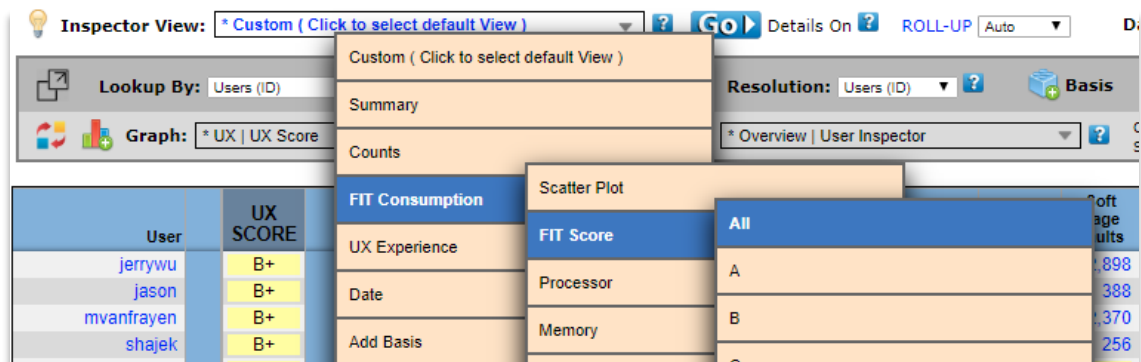 Inspector View: * Custom ( Click to select default View ) ? Go Details On ? ROLL-UP Auto
Custom ( Click to select default View )
Lookup By: Users (ID) Resolution: Users (ID) ? Basis
Summary
Graph: * UX | UX Score * Overview | User Inspector ?
Counts
FIT Consumption
Scatter Plot
UX Experience
FIT Score
All
Date
Processor
A
Add Basis
Memory
B
User UX SCORE
jerrywu B+
jason B+ 388
mvanfrayen B+
shajek B+ 256